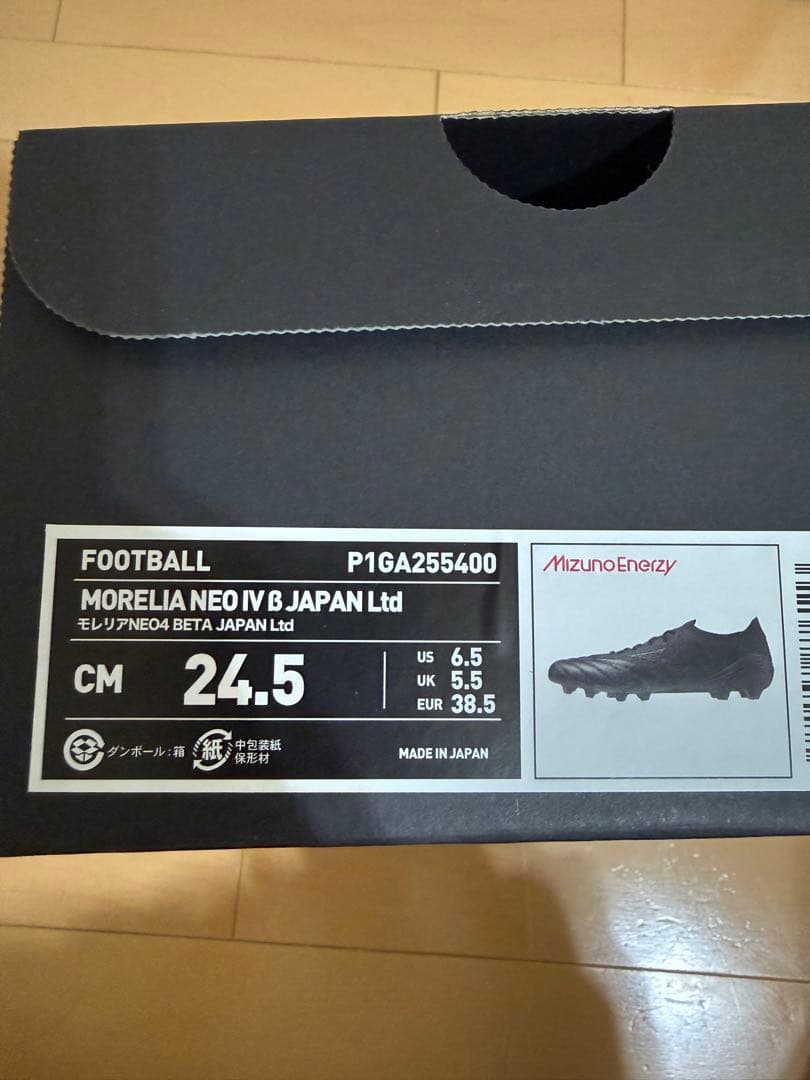 FOOTBALL P1GA255400
MORELIA NEO IV β JAPAN Ltd
モレリアNEO4 BETA JAPAN Ltd
CM 24.5
US 6.5
UK 5.5
EUR 38.5
ダンボール:箱
紙
中包装紙
保形材
MADE IN JAPAN
MIZUNO ENERZY